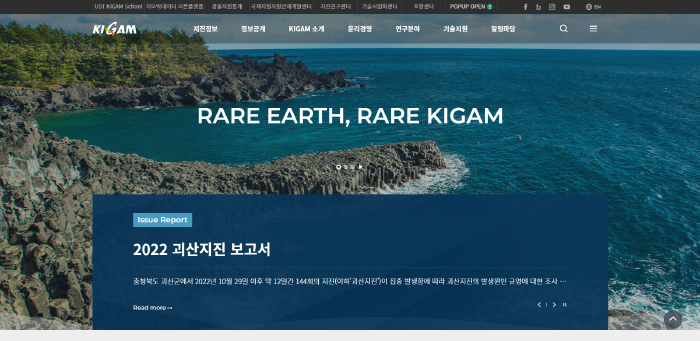 UST KIGAM School 지오빅데이터 오픈플랫폼 광물자원통계 국제지질자원인재개발센터 지진연구센터 기술사업화센터 포항센터 POPUP OPEN 2 EN
KIGAM 지진정보 정보공개 KIGAM 소개 윤리경영 연구분야 기술지원 알림마당
RARE EARTH, RARE KIGAM
Issue Report
2022 괴산지진 보고서
충청북도 괴산군에서 2022년 10월 29일 이후 약 12일간 144회의 지진(이하'괴산지진')이 집중 발생함에 따라 괴산지진의 발생원인 규명에 대한 조사 ...
Read more